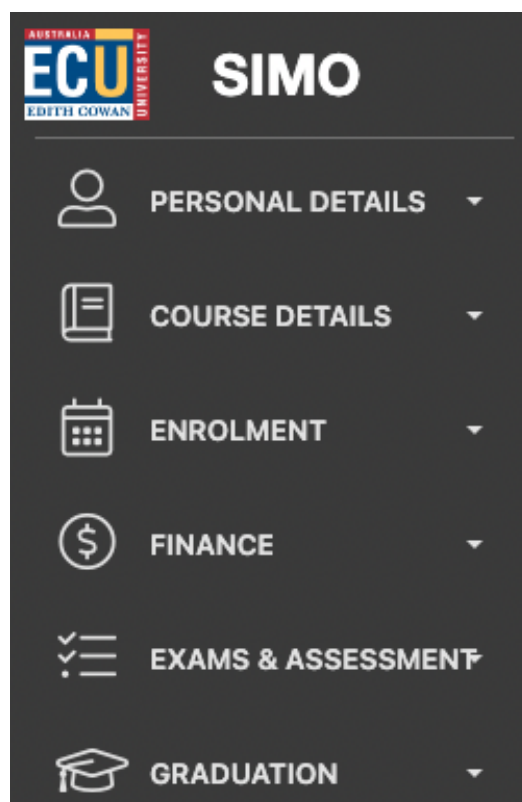 AUSTRALIA
ECU
EDITH COWAN
UNIVERSITY
SIMO
PERSONAL DETAILS
COURSE DETAILS
ENROLMENT
FINANCE
EXAMS & ASSESSMENT
GRADUATION